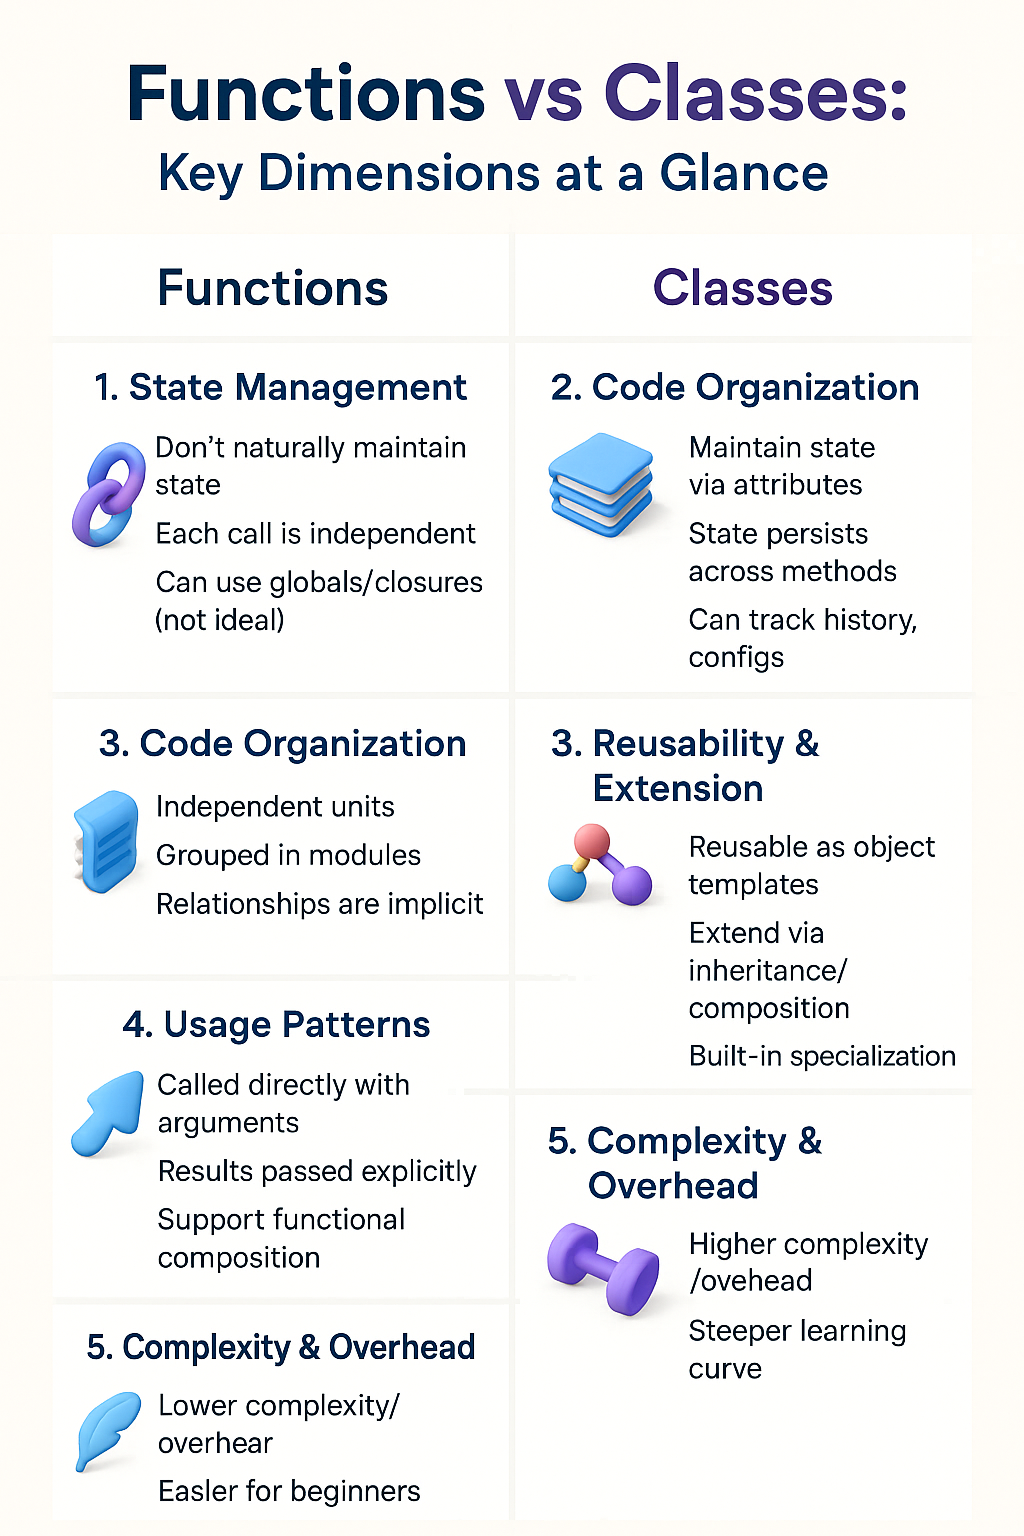 Functions vs Classes:
Key Dimensions at a Glance
Functions
Classes
1. State Management
Don't naturally maintain
state
Each call is independent
Can use globals/closures
(not ideal)
2. Code Organization
Maintain state
via attributes
State persists
across methods
Can track history,
configs
3. Code Organization
Independent units
Grouped in modules
Relationships are implicit
3. Reusability &
Extension
Reusable as object
templates
Extend via
inheritance/
composition
Built-in specialization
4. Usage Patterns
Called directly with
arguments
Results passed explicitly
Support functional
composition
5. Complexity &
Overhead
Higher complexity
/ovehead
Steeper learning
curve
5. Complexity & Overhead
Lower complexity/
overhear
Easler for beginners